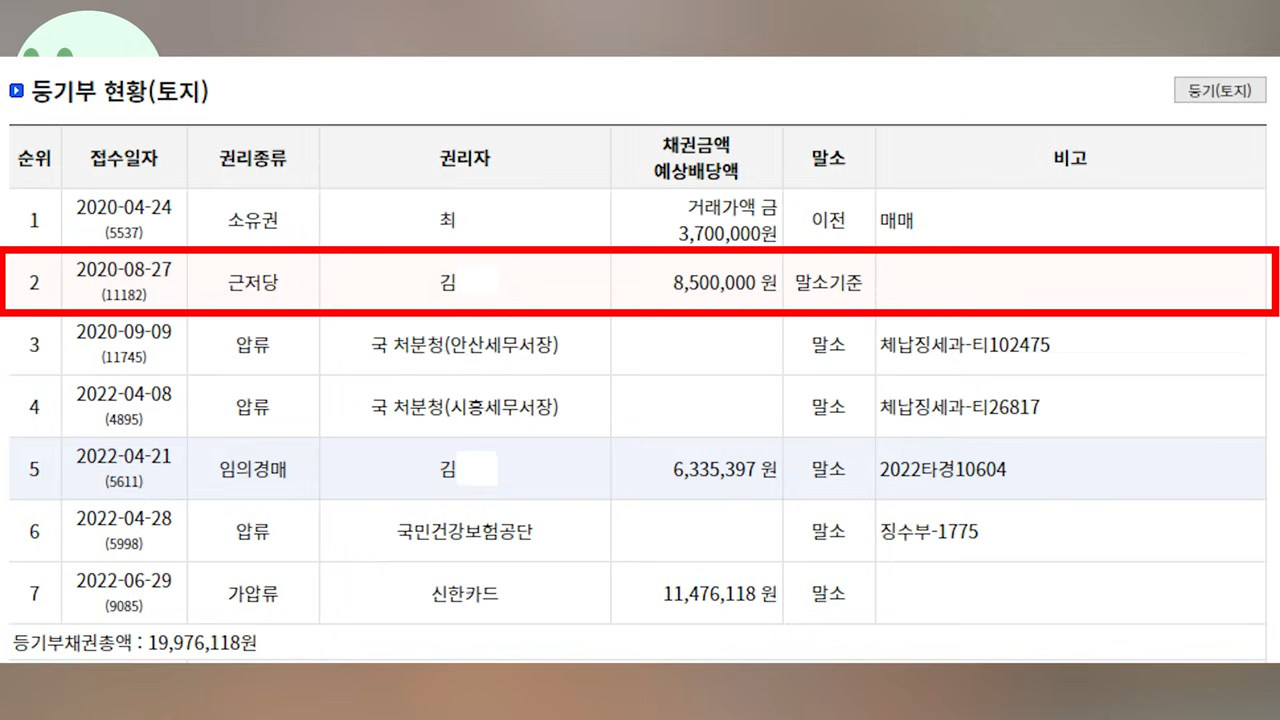 등기부 현황(토지)
등기(토지)
순위 접수일자 권리종류 권리자 채권금액 예상배당액 말소 비고
1 2020-04-24 (5537) 소유권 최 거래가액 금 3,700,000원 이전 매매
2 2020-08-27 (11182) 근저당 김 8,500,000 원 말소기준
3 2020-09-09 (11745) 압류 국 처분청(안산세무서장) 말소 체납징세과-티102475
4 2022-04-08 (4895) 압류 국 처분청(시흥세무서장) 말소 체납징세과-티26817
5 2022-04-21 (5611) 임의경매 김 6,335,397 원 말소 2022타경10604
6 2022-04-28 (5998) 압류 국민건강보험공단 말소 징수부-1775
7 2022-06-29 (9085) 가압류 신한카드 11,476,118 원 말소
등기부채권총액 : 19,976,118원